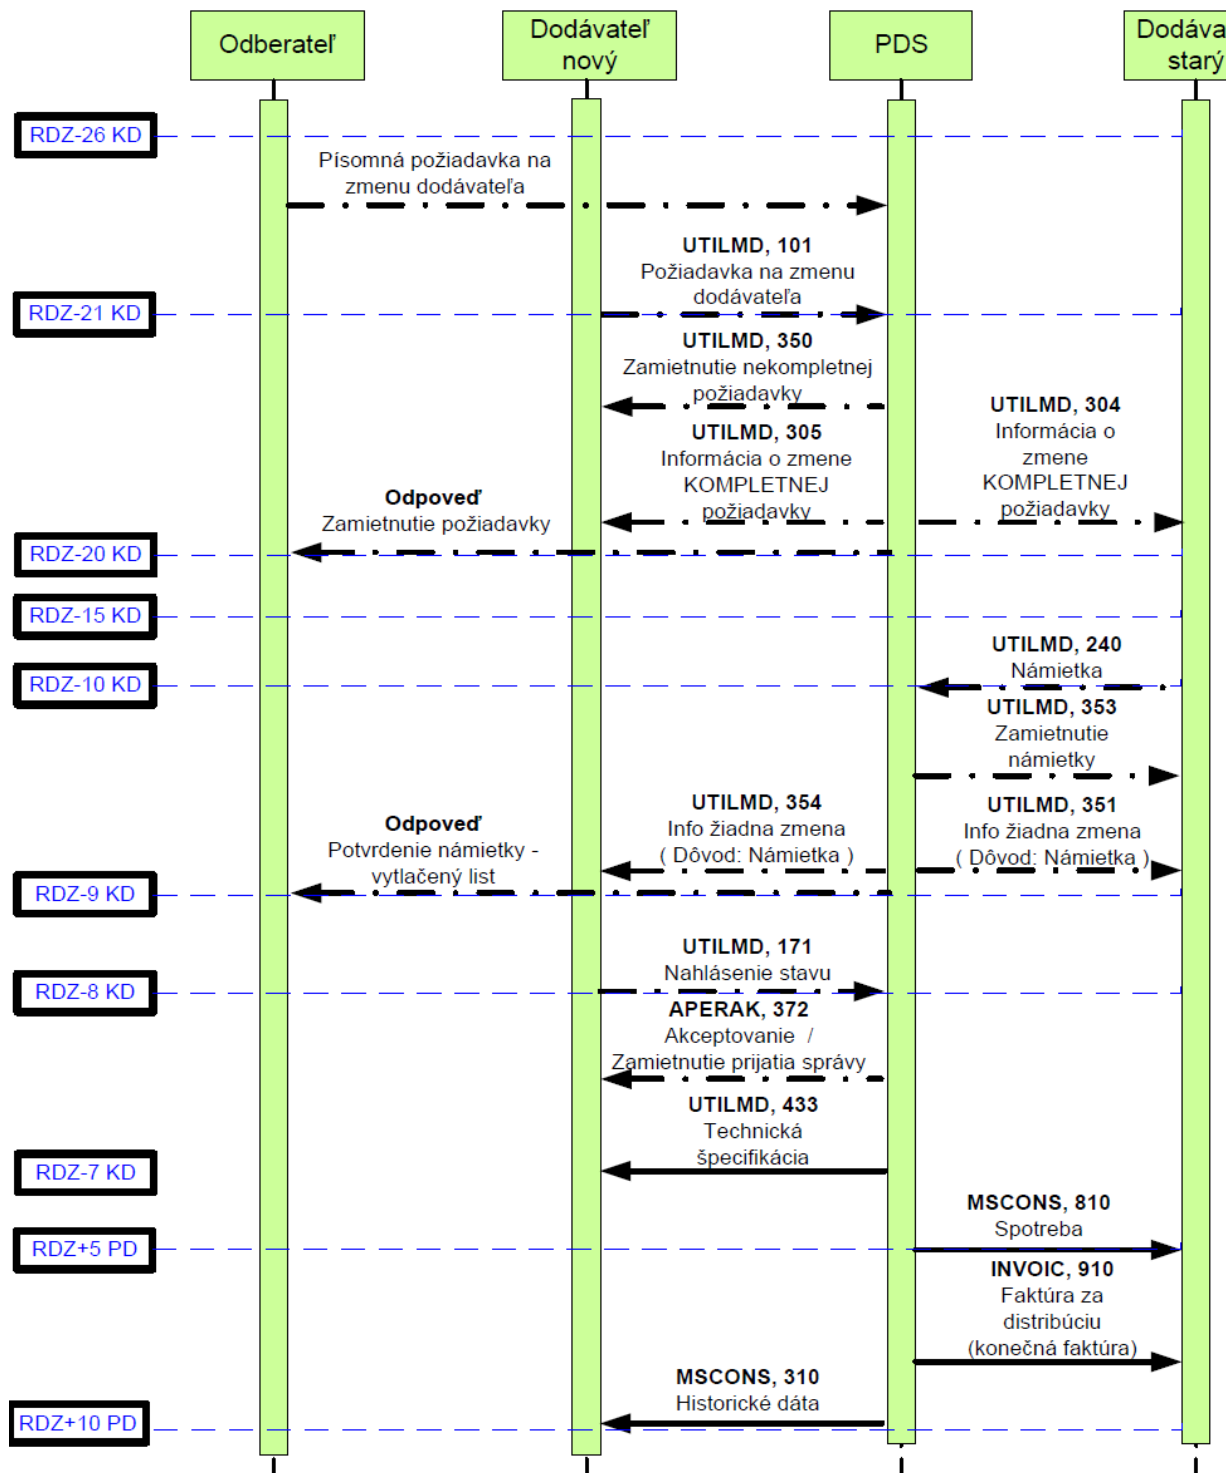 Odberateľ
Dodávateľ
nový
PDS
Dodáva
starý
RDZ-26 KD
Písomná požiadavka na
zmenu dodávateľa
UTILMD, 101
Požiadavka na zmenu
dodávateľa
RDZ-21 KD
UTILMD, 350
Zamietnutie nekompletnej
požiadavky
UTILMD, 304
Informácia o
zmene
KOMPLETNEJ
požiadavky
UTILMD, 305
Informácia o zmene
KOMPLETNEJ
požiadavky
Odpoveď
Zamietnutie požiadavky
RDZ-20 KD
RDZ-15 KD
UTILMD, 240
Námietka
RDZ-10 KD
UTILMD, 353
Zamietnutie
námietky
UTILMD, 354
Info žiadna zmena
( Dôvod: Námietka )
UTILMD, 351
Info žiadna zmena
( Dôvod: Námietka )
Odpoveď
Potvrdenie námietky -
vytlačený list
RDZ-9 KD
UTILMD, 171
Nahlásenie stavu
RDZ-8 KD
APERAK, 372
Akceptovanie /
Zamietnutie prijatia správy
UTILMD, 433
Technická
špecifikácia
RDZ-7 KD
MSCONS, 810
Spotreba
RDZ+5 PD
INVOIC, 910
Faktúra za
distribúciu
(konečná faktúra)
MSCONS, 310
Historické dáta
RDZ+10 PD